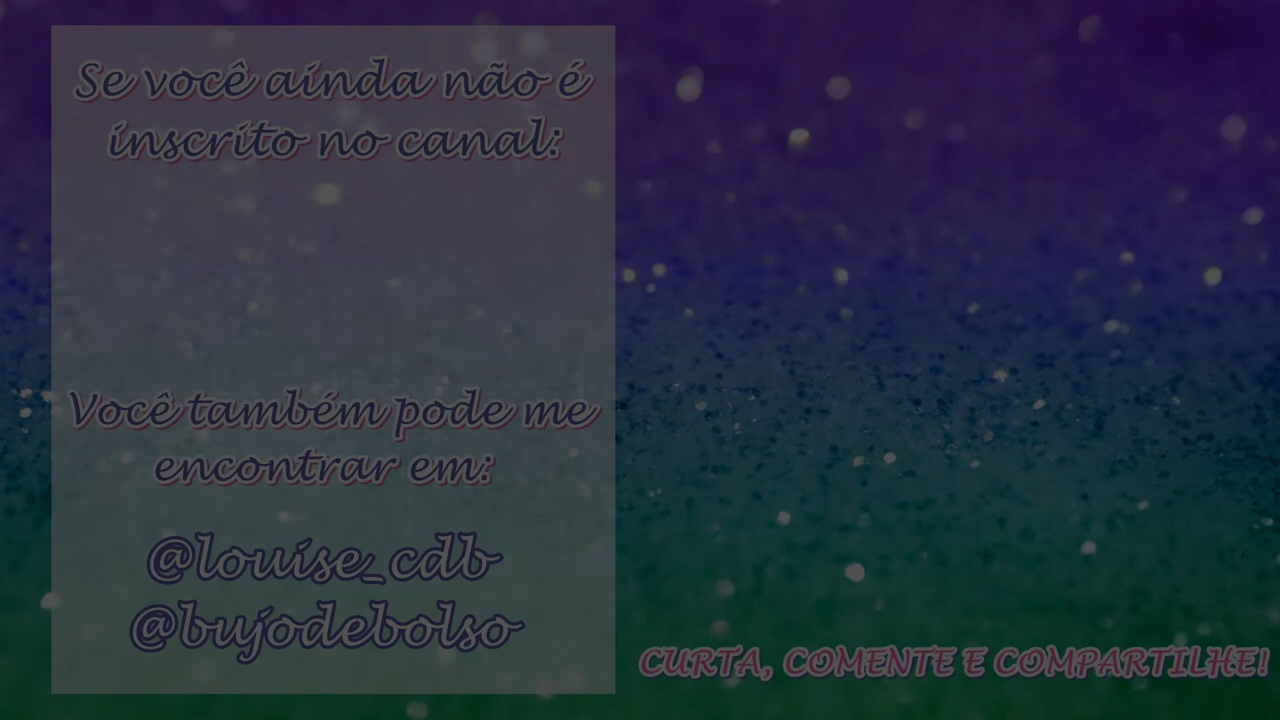 Se você ainda não é
inscrito no canal:
Você também pode me
encontrar em:
@louise_cdb
@bujodebolso
CURTA, COMENTE E COMPARTILHE!